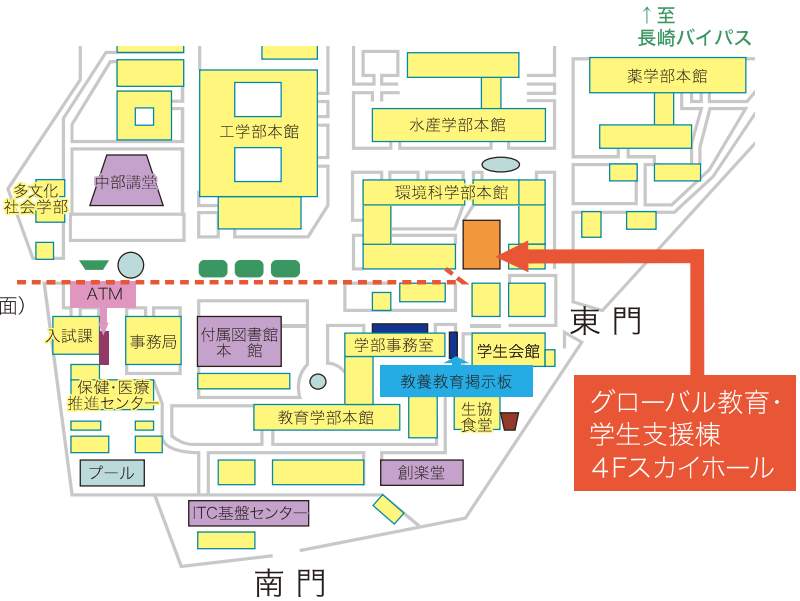 ↑至
長崎バイパス
薬学部本館
工学部本館
水産学部本館
中部講堂
多文化
社会学部
環境科学部本館
ATM
面）
東門
入試課
事務局
付属図書館
本館
学部事務室
学生会館
教養教育掲示板
保健・医療
推進センター
教育学部本館
生協
食堂
グローバル教育・
学生支援棟
4Fスカイホール
プール
創楽堂
ITC基盤センター
南門